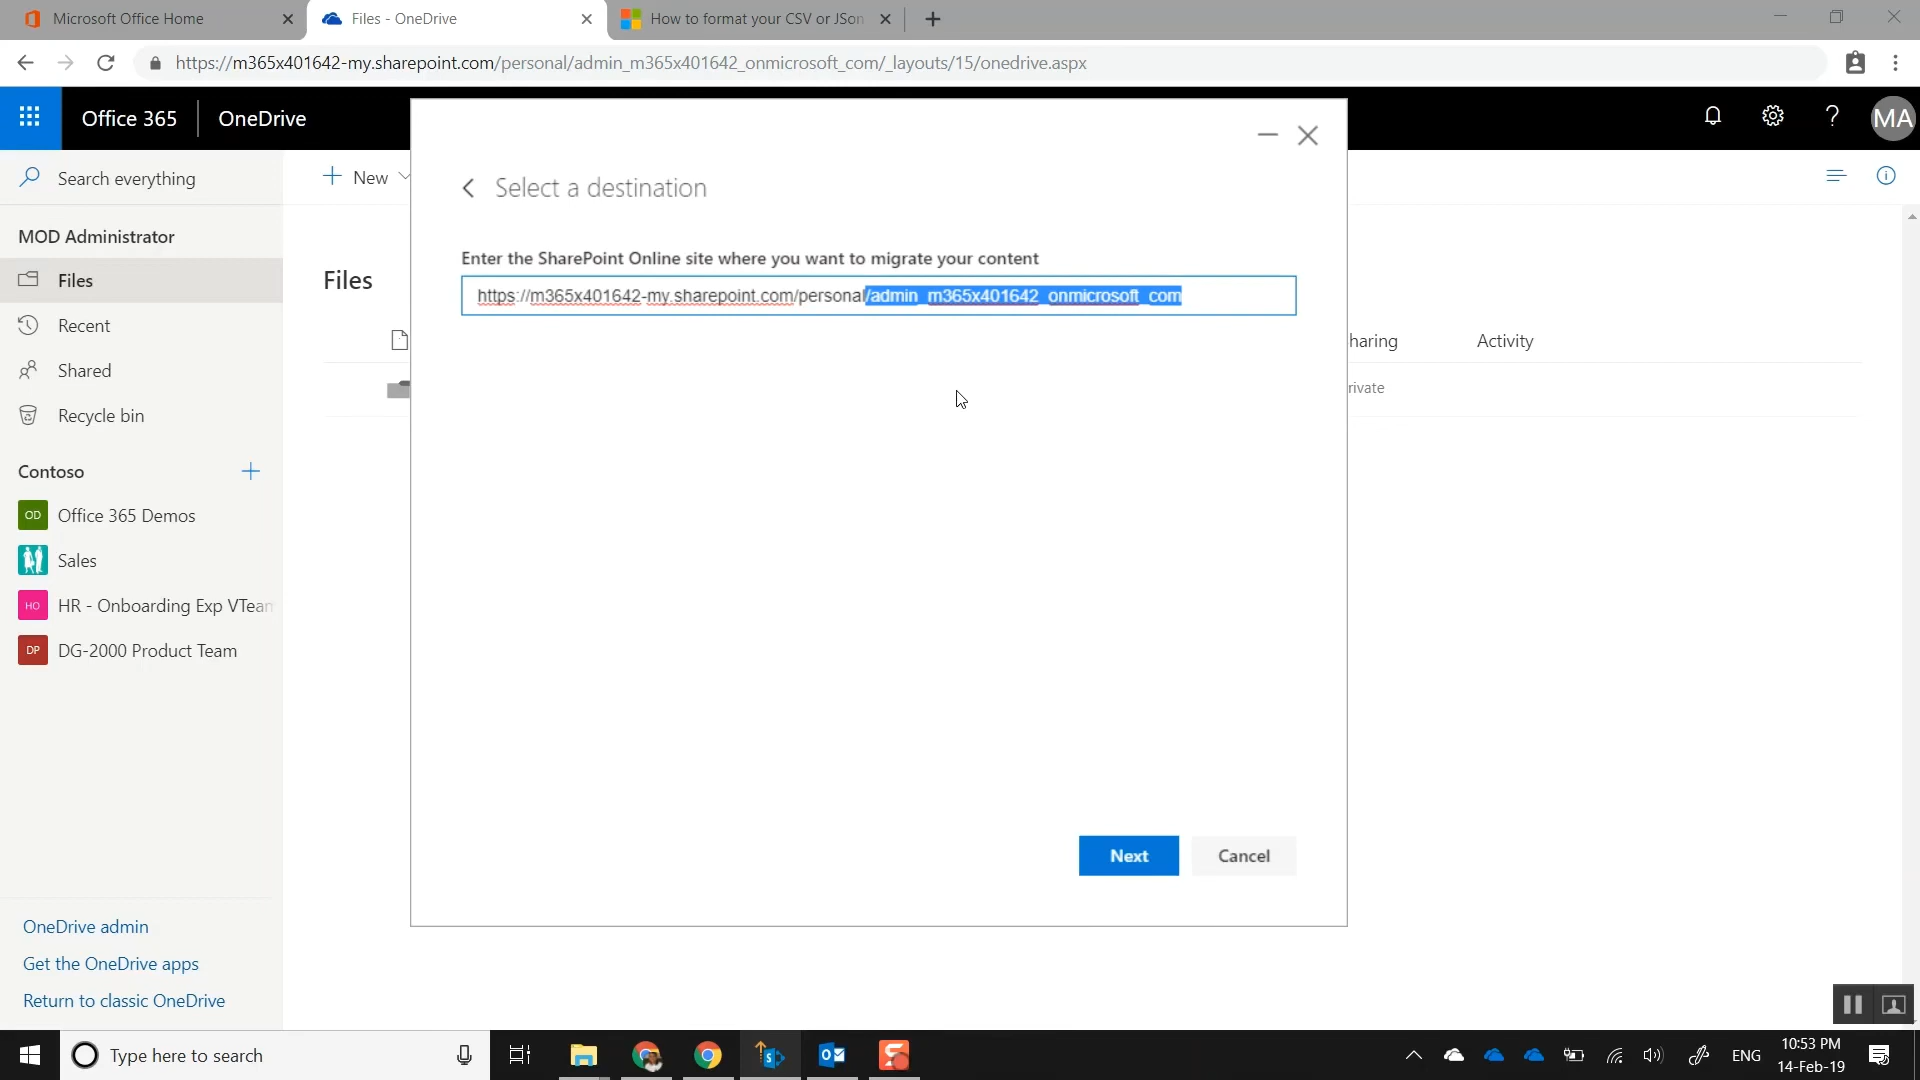 Microsoft Office Home
Files - OneDrive
How to format your CSV or JSon
https://m365x401642-my.sharepoint.com/personal/admin_m365x401642_onmicrosoft_com/_layouts/15/onedrive.aspx
Office 365
OneDrive
MA
Search everything
New
MOD Administrator
Files
Recent
Shared
Recycle bin
Contoso
OD Office 365 Demos
Sales
HO HR - Onboarding Exp VTeam
DP DG-2000 Product Team
OneDrive admin
Get the OneDrive apps
Return to classic OneDrive
Files
haring
Activity
rivate
Select a destination
Enter the SharePoint Online site where you want to migrate your content
https://m365x401642-my.sharepoint.com/personal/admin_m365x401642_onmicrosoft_com
Next
Cancel
Type here to search
ENG
10:53 PM
14-Feb-19